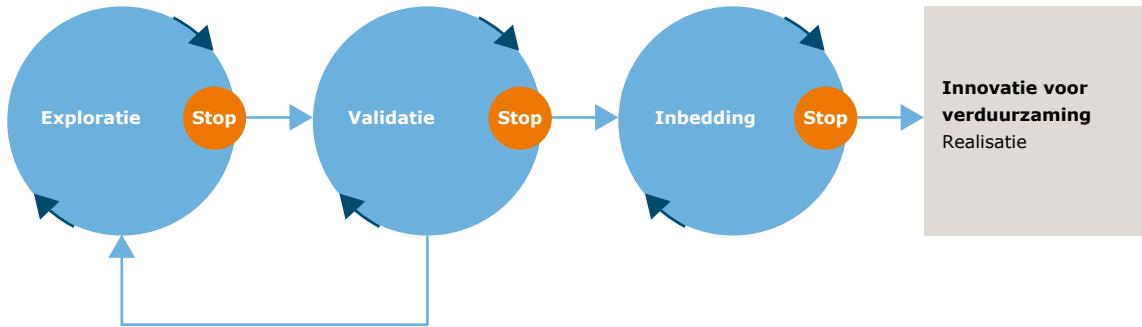 Exploratie
Stop
Validatie
Stop
Inbedding
Stop
Innovatie voor
verduurzaming
Realisatie